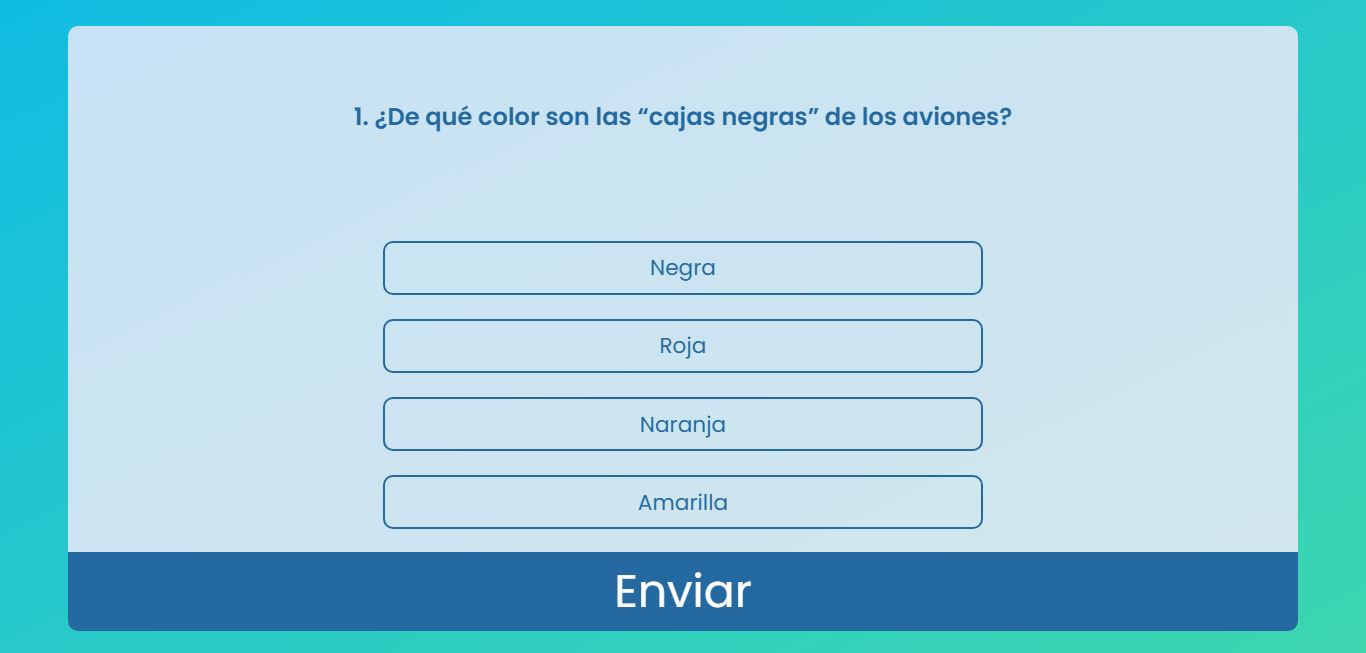 1. ¿De qué color son las “cajas negras” de los aviones?
Negra
Roja
Naranja
Amarilla
Enviar